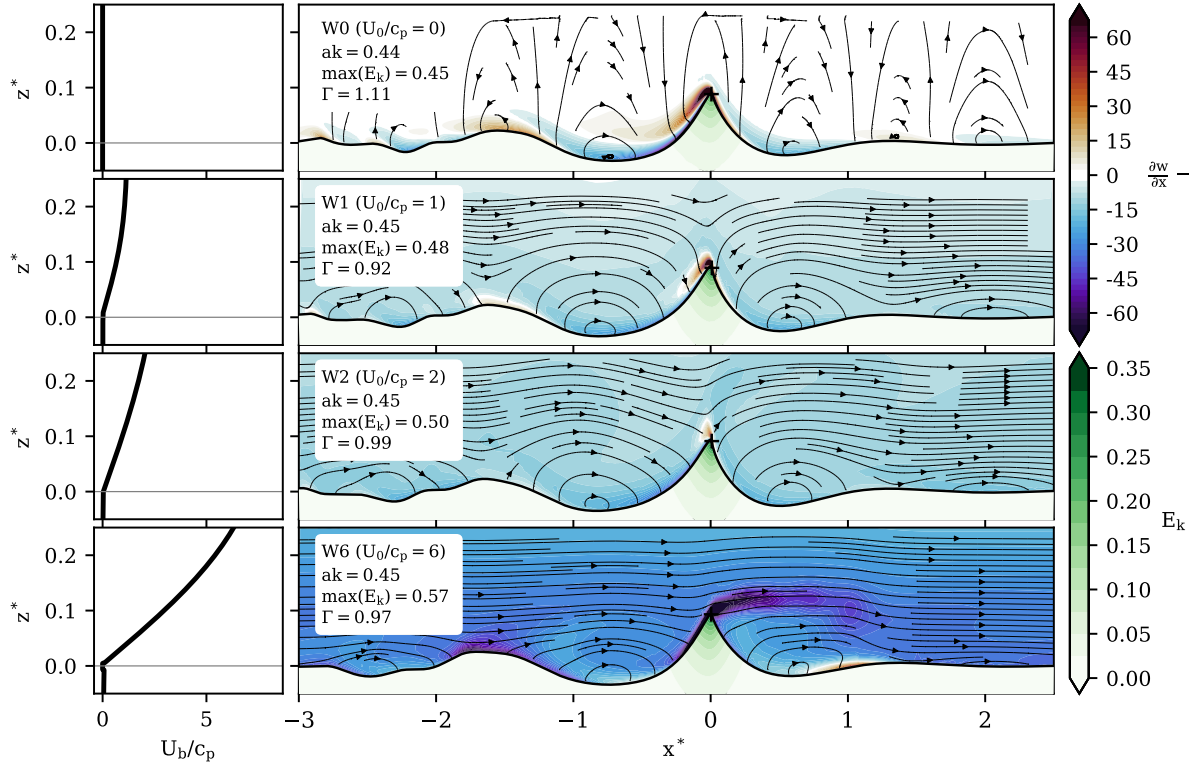 0.2
0.1
0.0
z*
W0 (U₀/cₚ = 0)
ak = 0.44
max(Eₖ) = 0.45
Γ = 1.11
0.2
0.1
0.0
z*
W1 (U₀/cₚ = 1)
ak = 0.45
max(Eₖ) = 0.48
Γ = 0.92
0.2
0.1
0.0
z*
W2 (U₀/cₚ = 2)
ak = 0.45
max(Eₖ) = 0.50
Γ = 0.99
0.2
0.1
0.0
z*
W6 (U₀/cₚ = 6)
ak = 0.45
max(Eₖ) = 0.57
Γ = 0.97
0 5
U_b/cₚ
−3 −2 −1 0 1 2
x*
60
45
30
15
0
-15
-30
-45
-60
∂w/∂x −
0.35
0.30
0.25
0.20
0.15
0.10
0.05
0.00
Eₖ